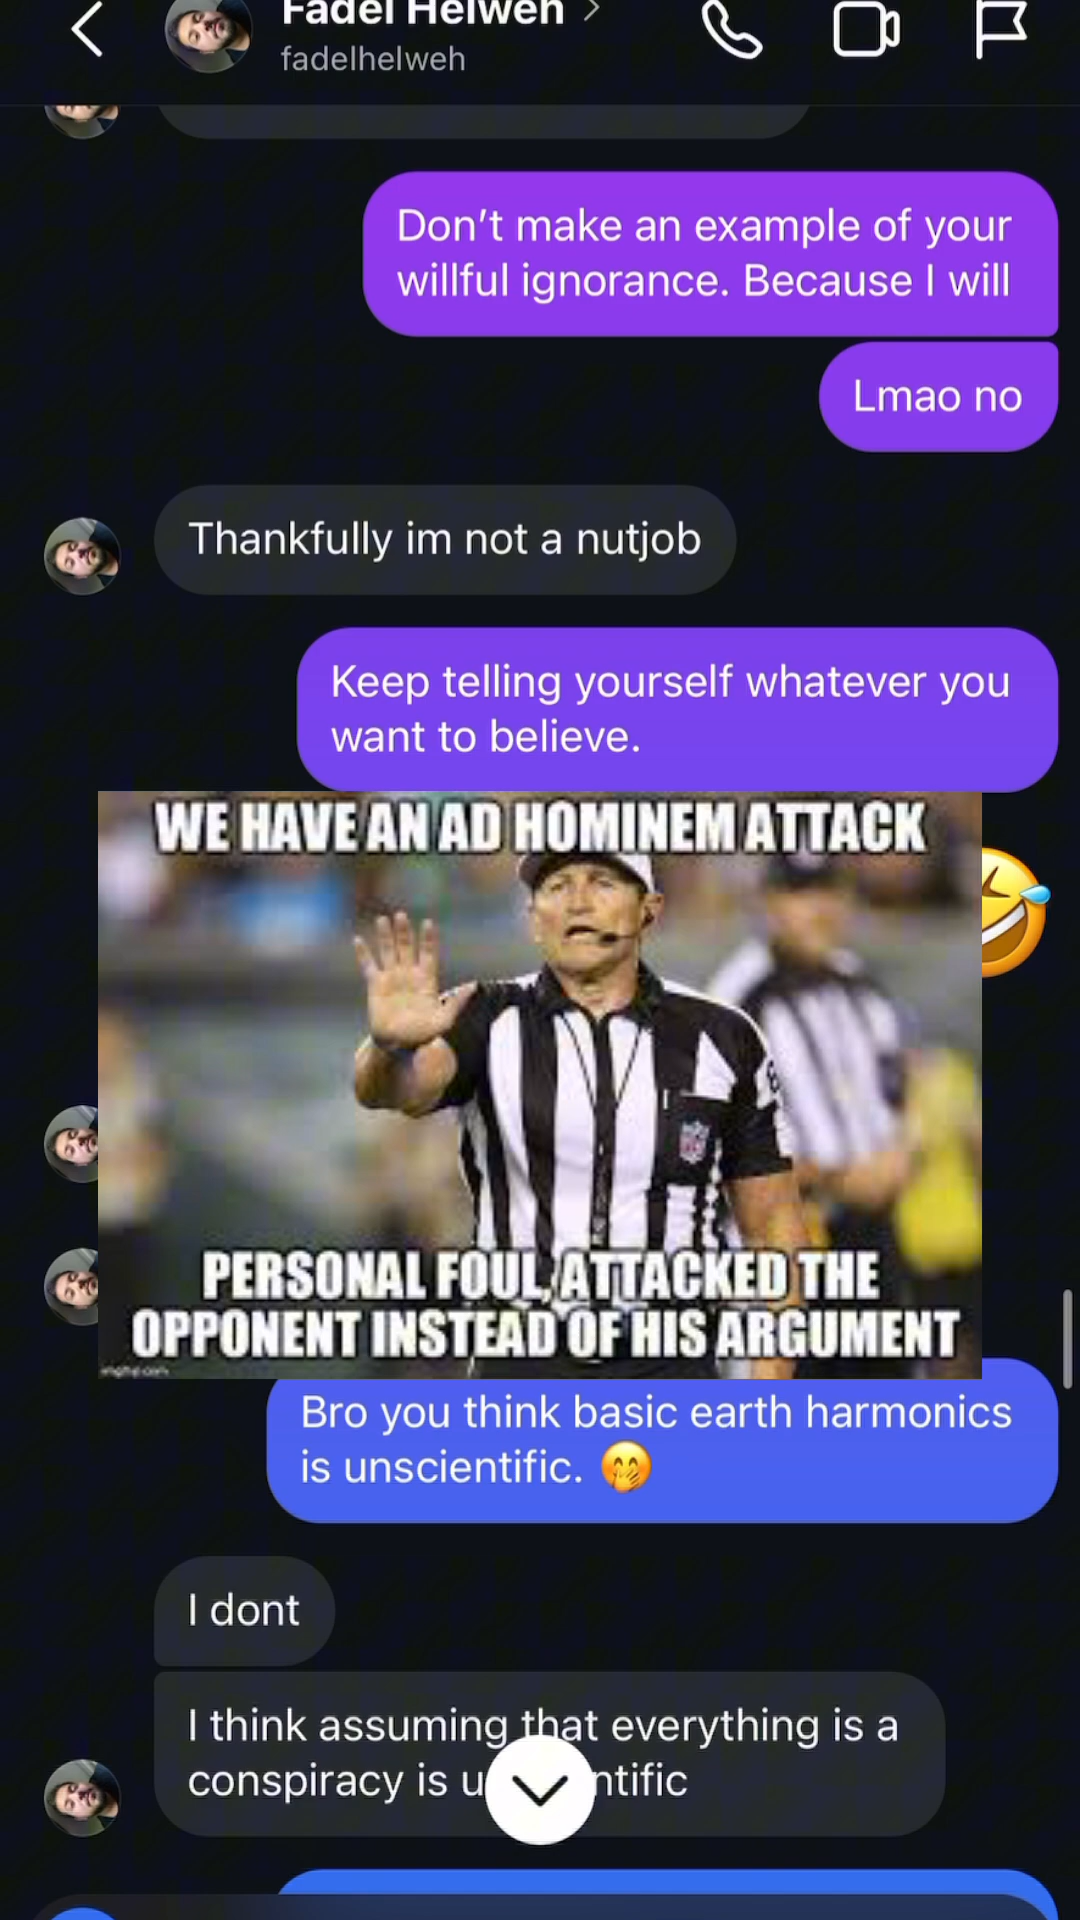 Fadel Helweh
fadelhelweh
Don’t make an example of your
willful ignorance. Because I will
Lmao no
Thankfully im not a nutjob
Keep telling yourself whatever you
want to believe.
WE HAVE AN AD HOMINEM ATTACK
PERSONAL FOUL, ATTACKED THE
OPPONENT INSTEAD OF HIS ARGUMENT
imgflip.com
Bro you think basic earth harmonics
is unscientific.
I dont
I think assuming that everything is a
conspiracy is u ntific